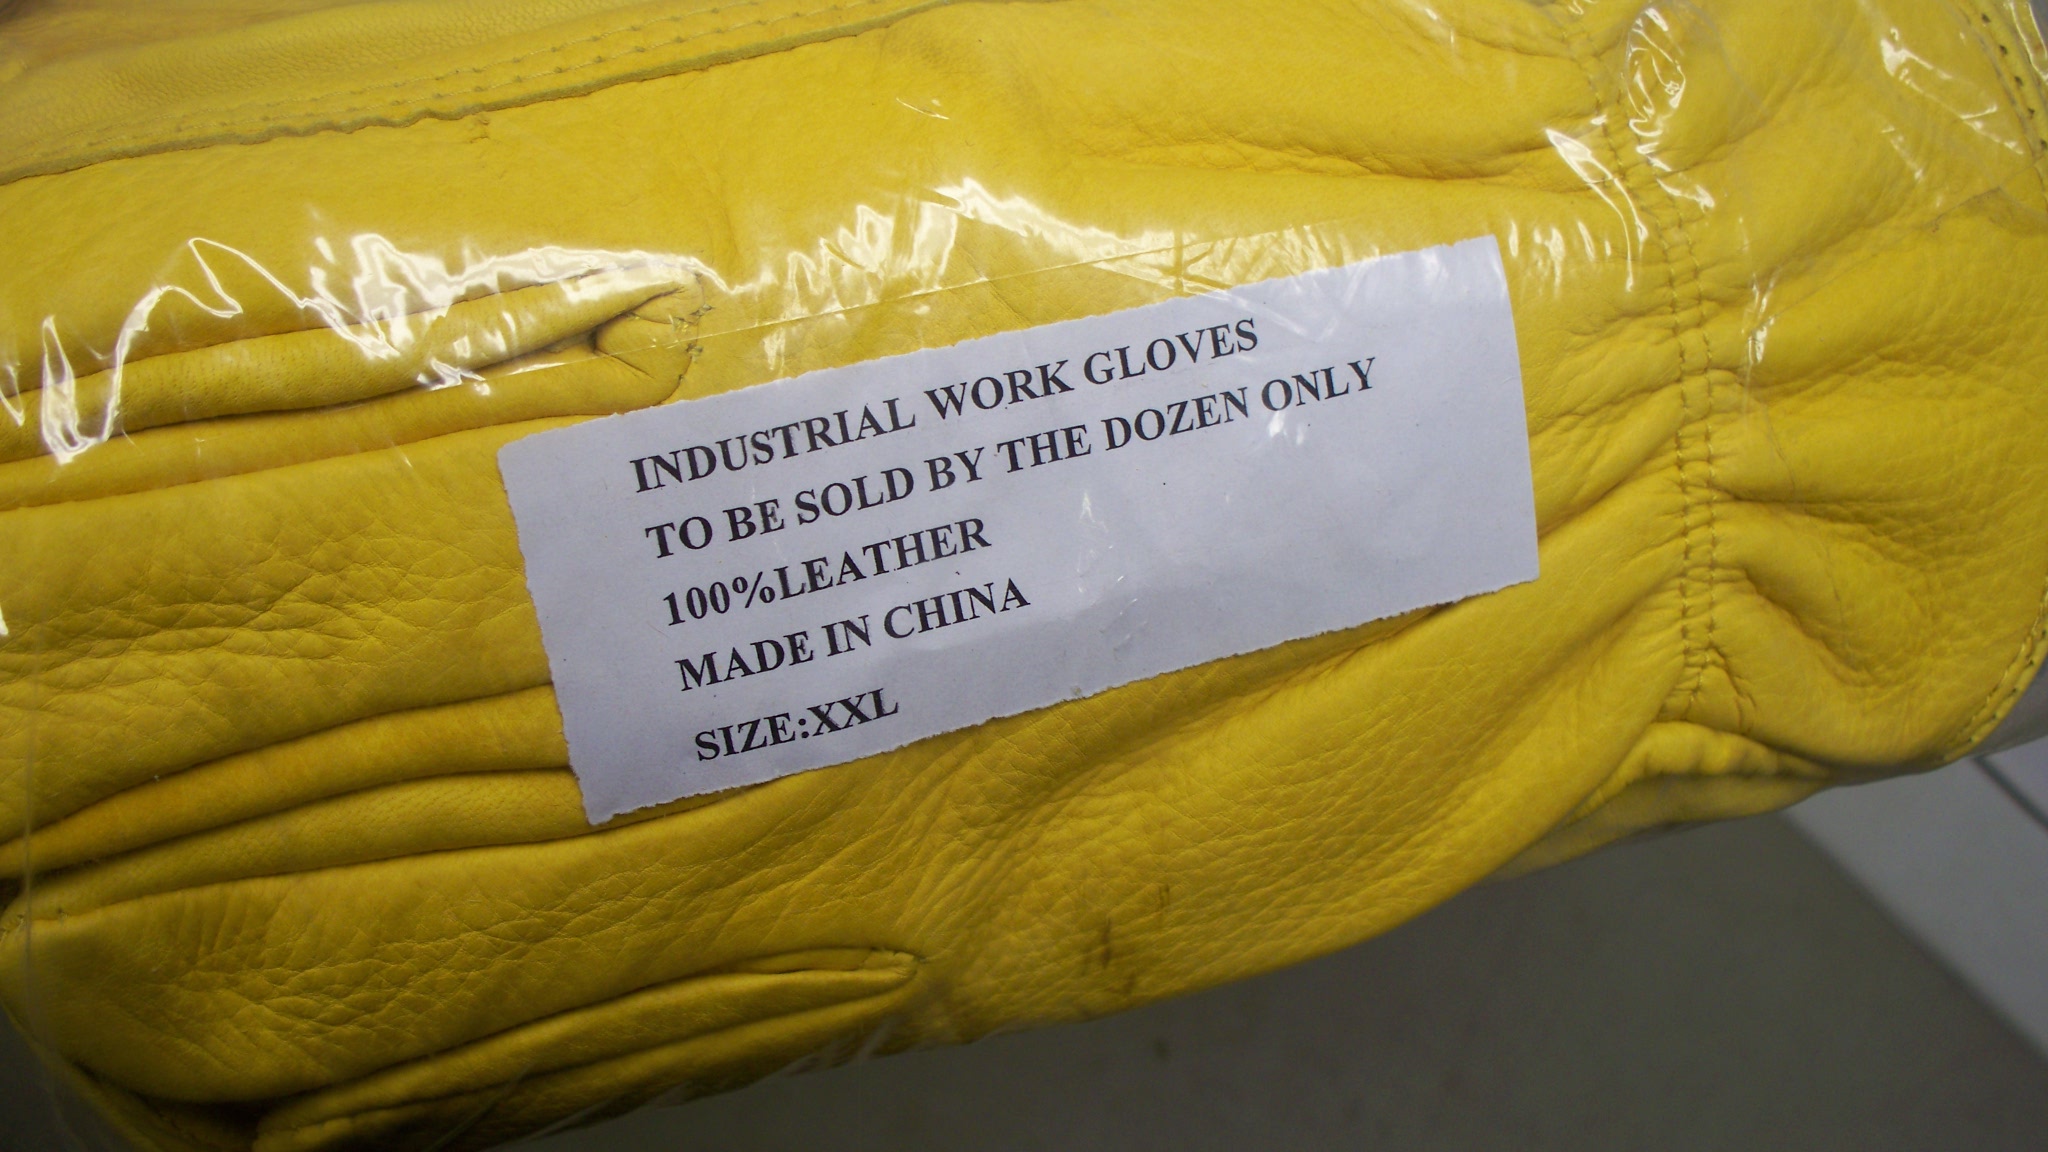 INDUSTRIAL WORK GLOVES
TO BE SOLD BY THE DOZEN ONLY
100%LEATHER
MADE IN CHINA
SIZE:XXL